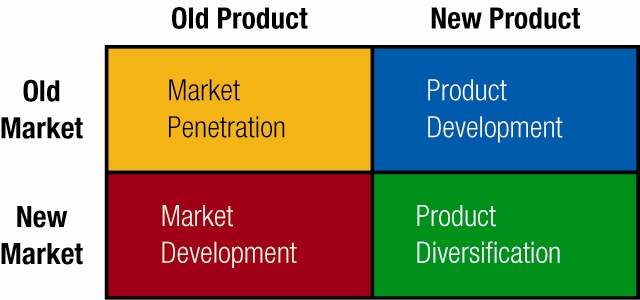 Old Product
New Product
Old
Market
Market
Penetration
Product
Development
New
Market
Market
Development
Product
Diversification